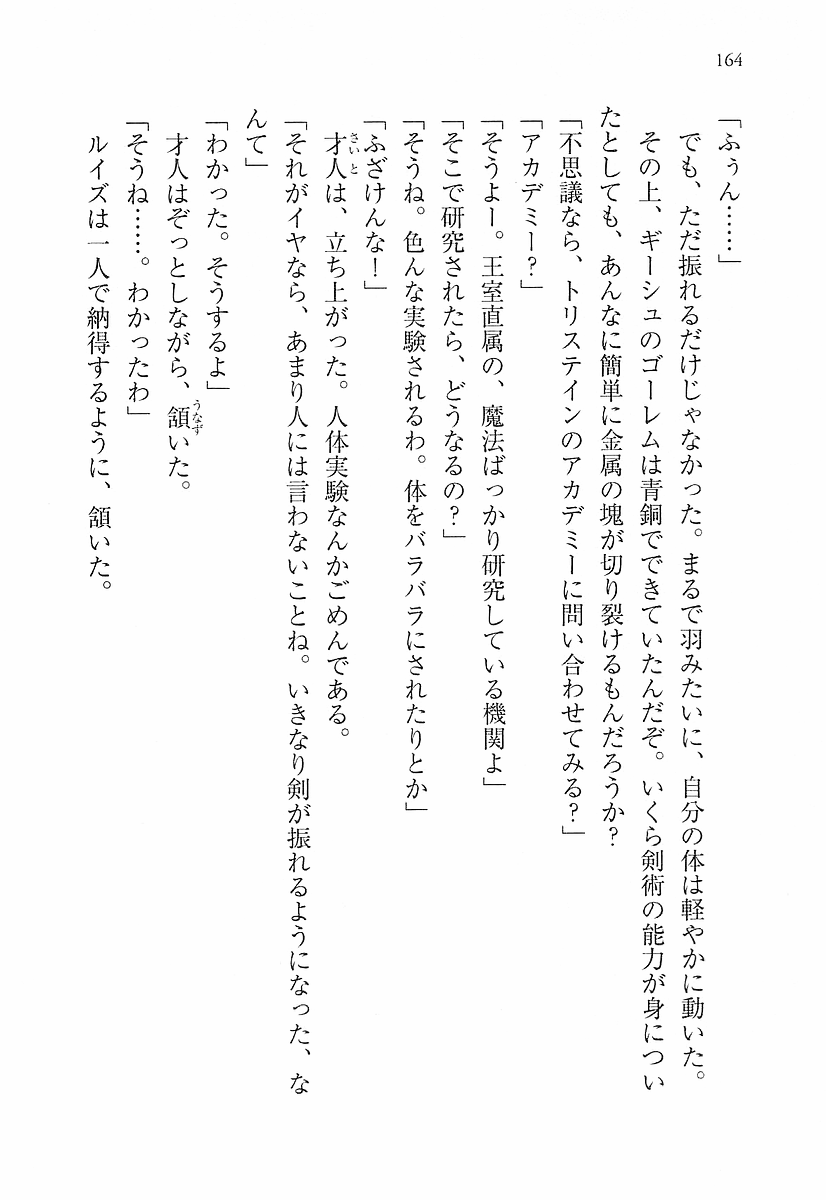 164
「ふぅん……」
でも、ただ振れるだけじゃなかった。まるで羽みたいに、自分の体は軽やかに動いた。
その上、ギーシュのゴーレムは青銅でできていたんだぞ。いくら剣術の能力が身につい
たとしても、あんなに簡単に金属の塊が切り裂けるもんだろうか?
「不思議なら、トリステインのアカデミーに問い合わせてみる?」
「アカデミー?」
「そうよー。王室直属の、魔法ばっかり研究している機関よ」
「そこで研究されたら、どうなるの?」
「そうね。色んな実験されるわ。体をバラバラにされたりとか」
「ふざけんな!」
才人は、立ち上がった。人体実験なんかごめんである。
さいと
「それがイヤなら、あまり人には言わないことね。いきなり剣が振れるようになった、な
んて」
「わかった。そうするよ」
才人はぞっとしながら、頷いた。
うなず
「そうね……。わかったわ」
ルイズは一人で納得するように、頷いた。